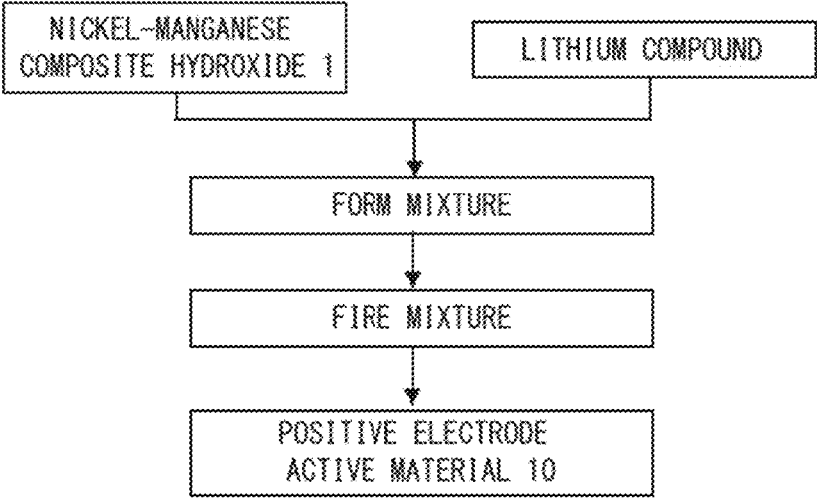 NICKEL-MANGANESE
COMPOSITE HYDROXIDE 1
LITHIUM COMPOUND
FORM MIXTURE
FIRE MIXTURE
POSITIVE ELECTRODE
ACTIVE MATERIAL 10